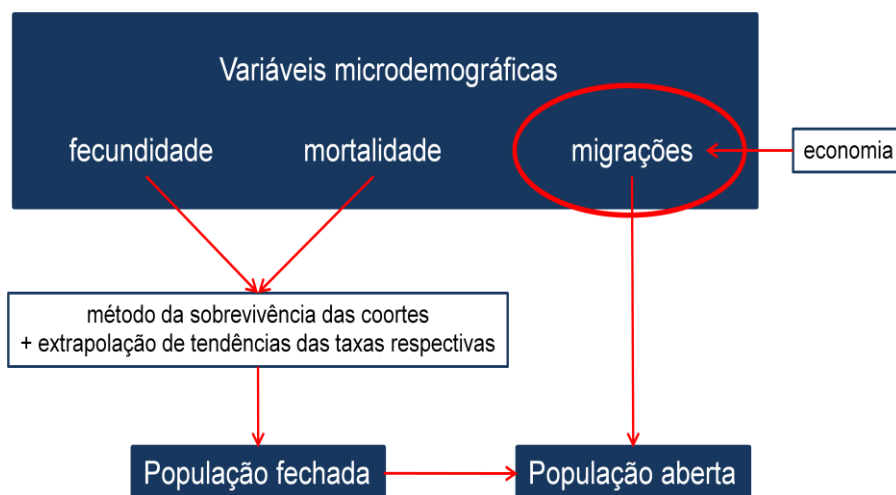 Variáveis microdemográficas
fecundidade
mortalidade
migrações
economia
método da sobrevivência das coortes
+ extrapolação de tendências das taxas respectivas
População fechada
População aberta